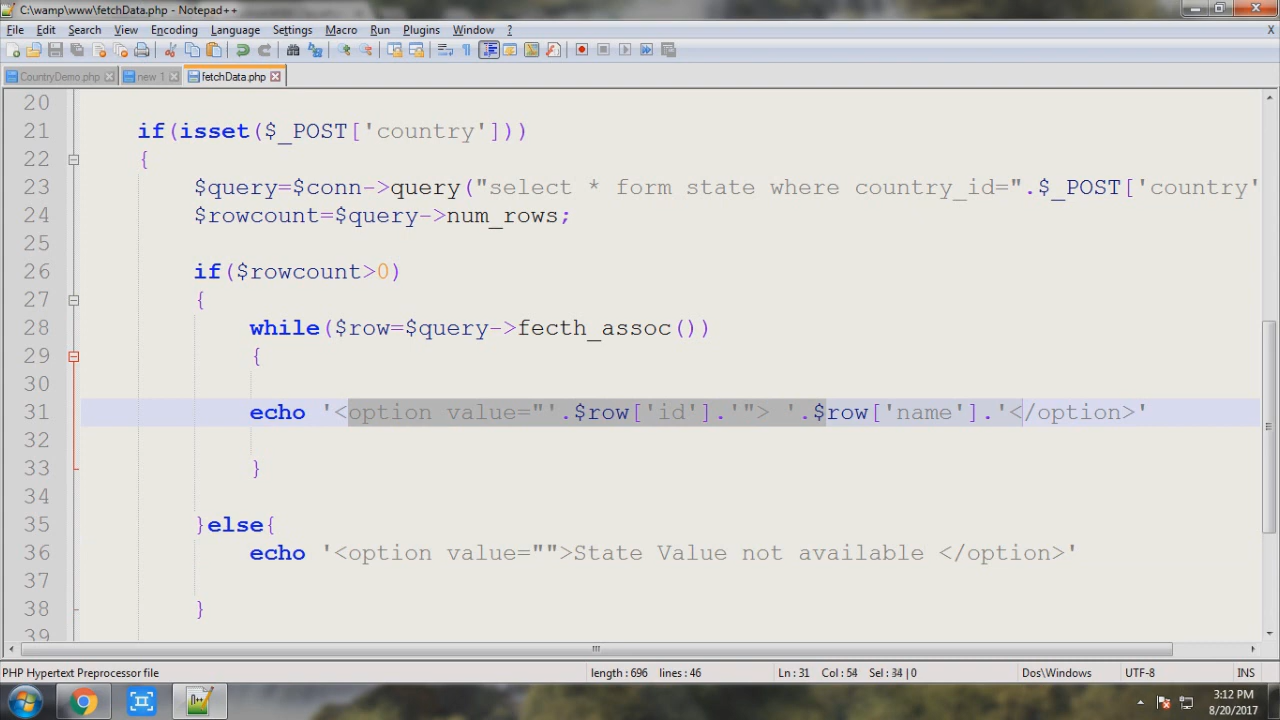 C:\wamp\www\fetchData.php - Notepad++
File Edit Search View Encoding Language Settings Macro Run Plugins Window ? X
CountryDemo.php new 1 fetchData.php
20
21 if(isset($_POST['country']))
22 {
23 $query=$conn->query("select * form state where country_id=".$_POST['country'
24 $rowcount=$query->num_rows;
25
26 if($rowcount>0)
27 {
28 while($row=$query->fecth_assoc())
29 {
30
31 echo '<option value="'.$row['id'].'"> '.$row['name'].'</option>'
32
33 }
34
35 }else{
36 echo '<option value="">State Value not available </option>'
37
38 }
39
PHP Hypertext Preprocessor file length : 696 lines : 46 Ln : 31 Col : 54 Sel : 34 | 0 Dos\Windows UTF-8 INS
3:12 PM
8/20/2017